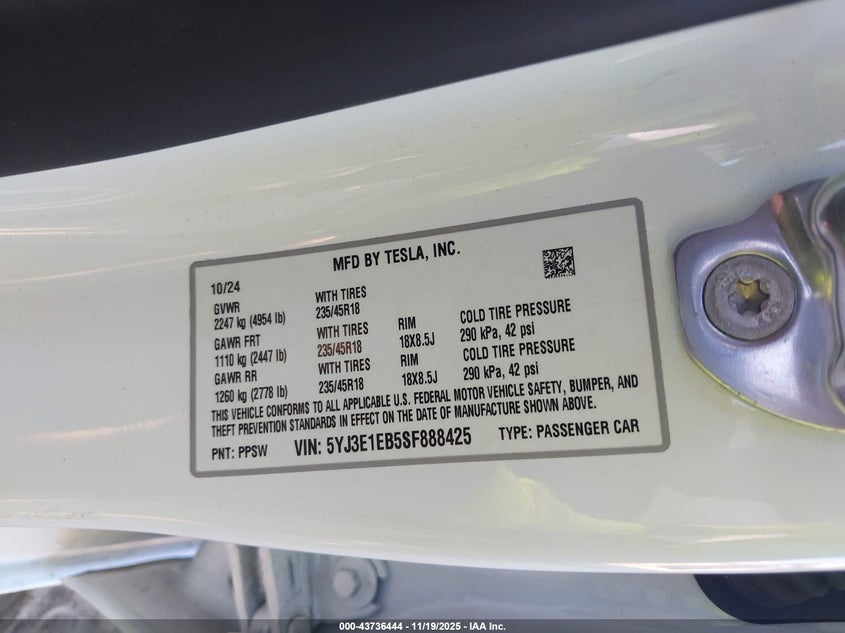 MFD BY TESLA, INC.
10/24
GVWR WITH TIRES
2247 kg (4954 lb) 235/45R18
GAWR FRT WITH TIRES RIM COLD TIRE PRESSURE
1110 kg (2447 lb) 235/45R18 18X8.5J 290 kPa, 42 psi
GAWR RR WITH TIRES RIM COLD TIRE PRESSURE
1260 kg (2778 lb) 235/45R18 18X8.5J 290 kPa, 42 psi
THIS VEHICLE CONFORMS TO ALL APPLICABLE U.S. FEDERAL MOTOR VEHICLE SAFETY, BUMPER, AND
THEFT PREVENTION STANDARDS IN EFFECT ON THE DATE OF MANUFACTURE SHOWN ABOVE.
PNT: PPSW VIN: 5YJ3E1EB5SF888425 TYPE: PASSENGER CAR
000-43736444 - 11/19/2025 - IAA Inc.